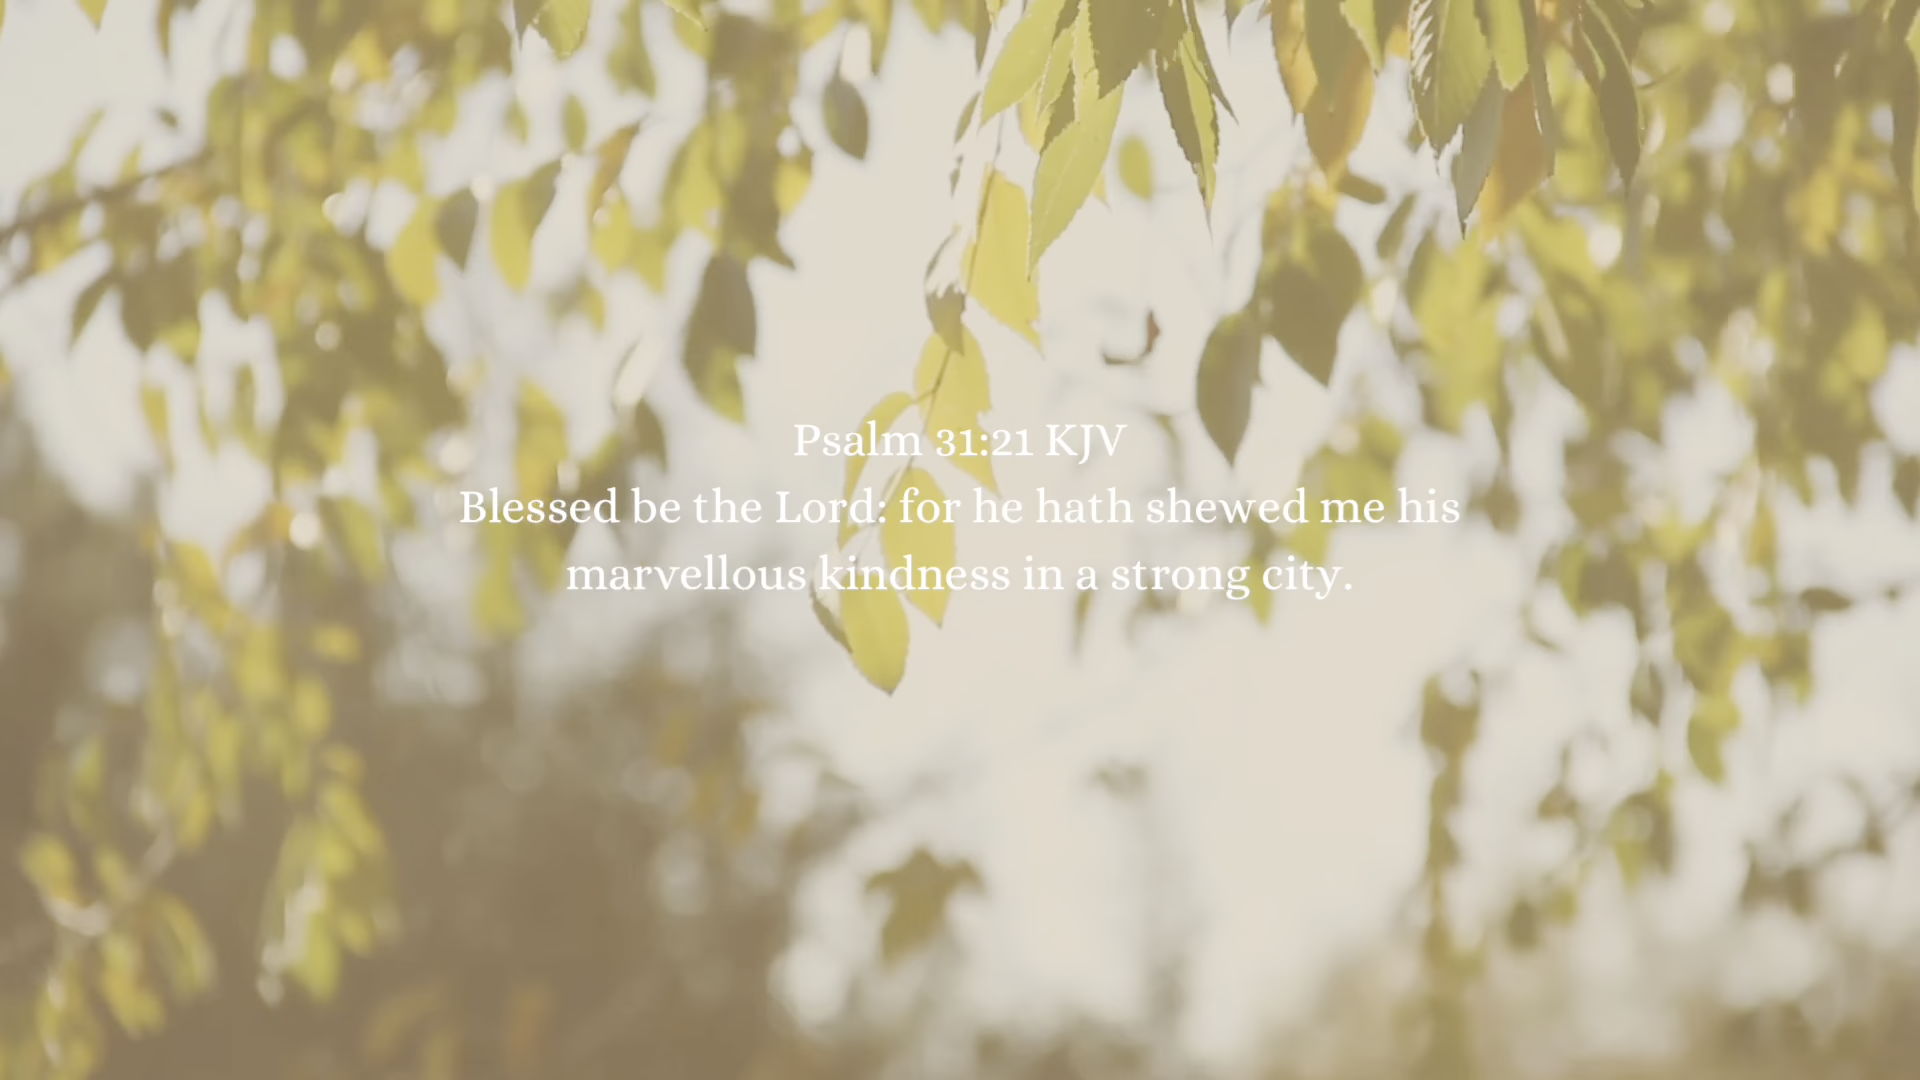 Psalm 31:21 KJV
Blessed be the Lord: for he hath shewed me his
marvellous kindness in a strong city.